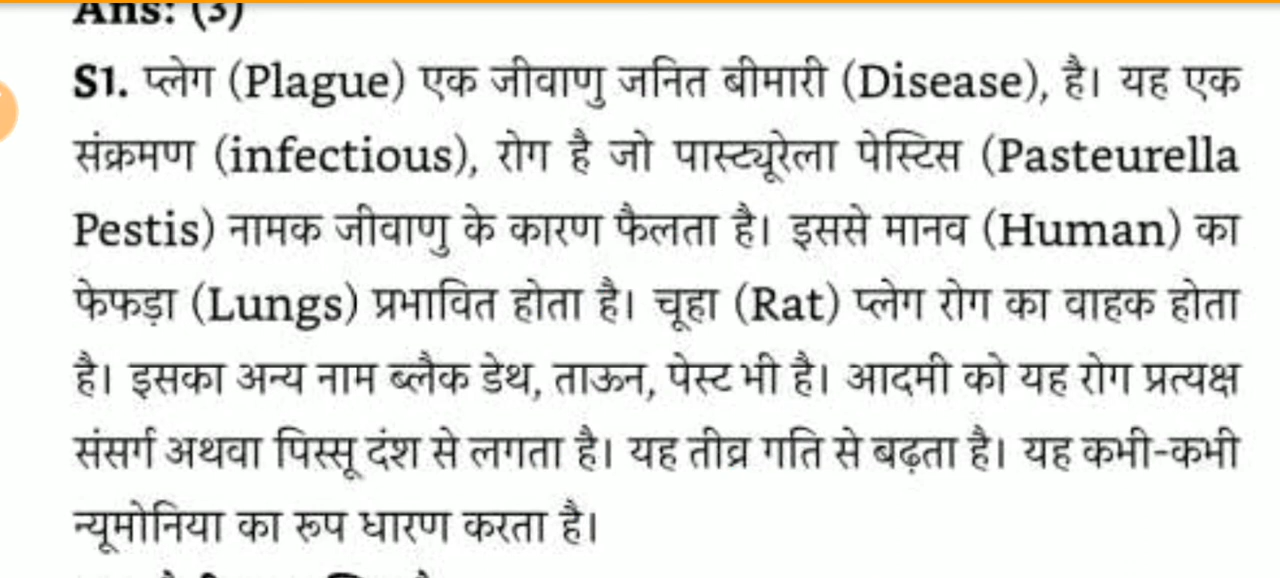 Ans: (3)
S1. प्लेग (Plague) एक जीवाणु जनित बीमारी (Disease), है। यह एक
संक्रमण (infectious), रोग है जो पास्ट्यूरेला पेस्टिस (Pasteurella
Pestis) नामक जीवाणु के कारण फैलता है। इससे मानव (Human) का
फेफड़ा (Lungs) प्रभावित होता है। चूहा (Rat) प्लेग रोग का वाहक होता
है। इसका अन्य नाम ब्लैक डेथ, ताऊन, पेस्ट भी है। आदमी को यह रोग प्रत्यक्ष
संसर्ग अथवा पिस्सू दंश से लगता है। यह तीव्र गति से बढ़ता है। यह कभी-कभी
न्यूमोनिया का रूप धारण करता है।